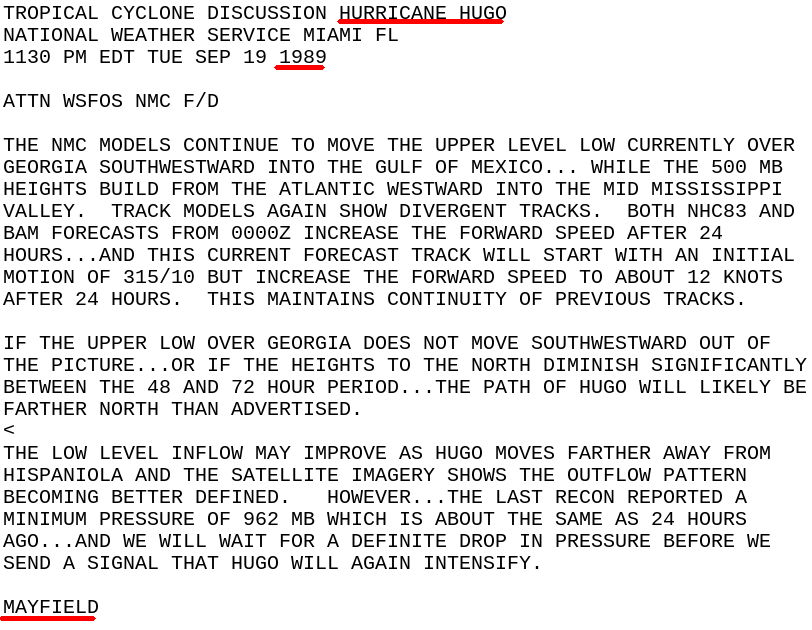 TROPICAL CYCLONE DISCUSSION HURRICANE HUGO
NATIONAL WEATHER SERVICE MIAMI FL
1130 PM EDT TUE SEP 19 1989
ATTN WSFOS NMC F/D
THE NMC MODELS CONTINUE TO MOVE THE UPPER LEVEL LOW CURRENTLY OVER
GEORGIA SOUTHWESTWARD INTO THE GULF OF MEXICO... WHILE THE 500 MB
HEIGHTS BUILD FROM THE ATLANTIC WESTWARD INTO THE MID MISSISSIPPI
VALLEY.  TRACK MODELS AGAIN SHOW DIVERGENT TRACKS.  BOTH NHC83 AND
BAM FORECASTS FROM 0000Z INCREASE THE FORWARD SPEED AFTER 24
HOURS...AND THIS CURRENT FORECAST TRACK WILL START WITH AN INITIAL
MOTION OF 315/10 BUT INCREASE THE FORWARD SPEED TO ABOUT 12 KNOTS
AFTER 24 HOURS.  THIS MAINTAINS CONTINUITY OF PREVIOUS TRACKS.
IF THE UPPER LOW OVER GEORGIA DOES NOT MOVE SOUTHWESTWARD OUT OF
THE PICTURE...OR IF THE HEIGHTS TO THE NORTH DIMINISH SIGNIFICANTLY
BETWEEN THE 48 AND 72 HOUR PERIOD...THE PATH OF HUGO WILL LIKELY BE
FARTHER NORTH THAN ADVERTISED.
<
THE LOW LEVEL INFLOW MAY IMPROVE AS HUGO MOVES FARTHER AWAY FROM
HISPANIOLA AND THE SATELLITE IMAGERY SHOWS THE OUTFLOW PATTERN
BECOMING BETTER DEFINED.   HOWEVER...THE LAST RECON REPORTED A
MINIMUM PRESSURE OF 962 MB WHICH IS ABOUT THE SAME AS 24 HOURS
AGO...AND WE WILL WAIT FOR A DEFINITE DROP IN PRESSURE BEFORE WE
SEND A SIGNAL THAT HUGO WILL AGAIN INTENSIFY.
MAYFIELD